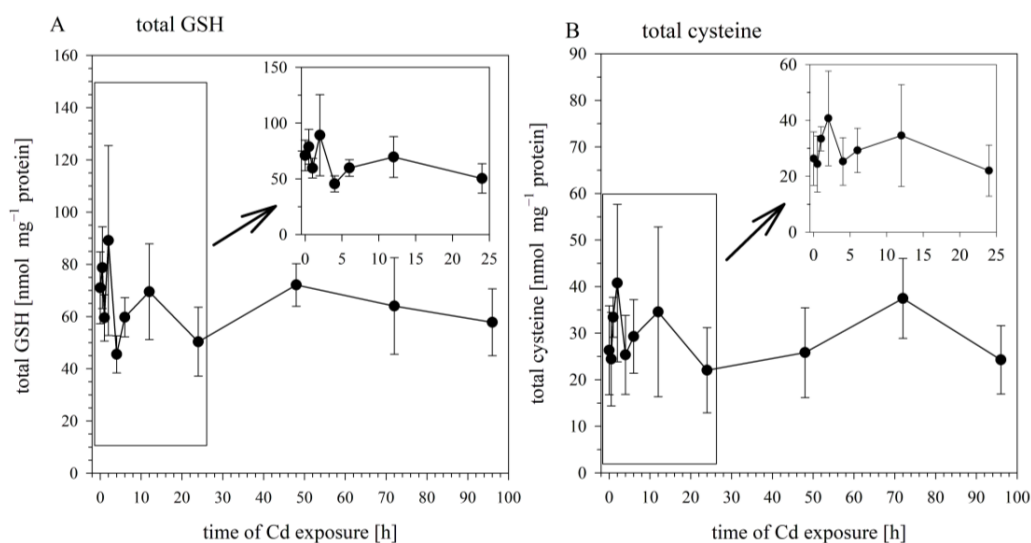 A total GSH
160
140
120
100
80
60
40
20
0
total GSH [nmol mg⁻¹ protein]
150
100
50
0
0 5 10 15 20 25
0 10 20 30 40 50 60 70 80 90 100
time of Cd exposure [h]
B total cysteine
90
80
70
60
50
40
30
20
10
0
total cysteine [nmol mg⁻¹ protein]
60
40
20
0
0 5 10 15 20 25
0 10 20 30 40 50 60 70 80 90 100
time of Cd exposure [h]